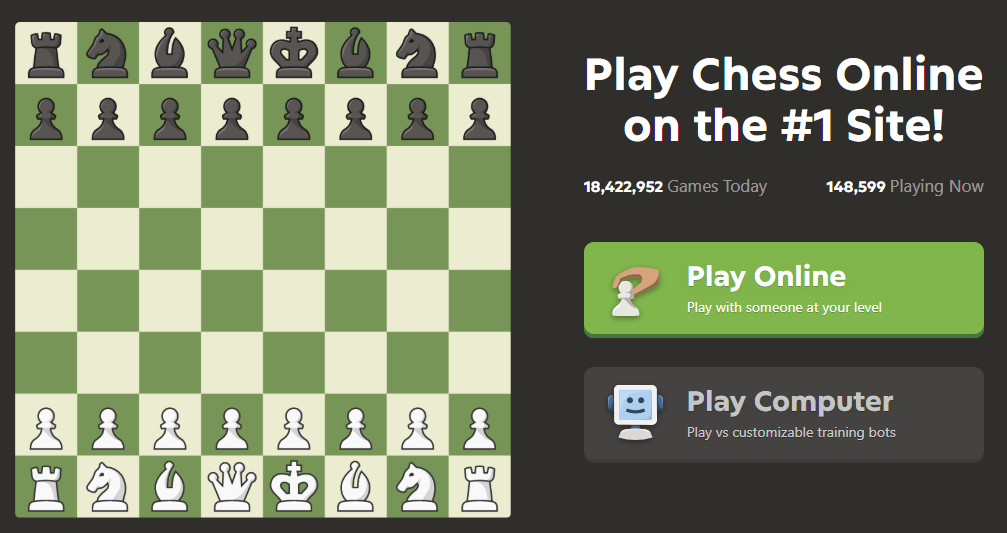 Play Chess Online
on the #1 Site!
18,422,952 Games Today
148,599 Playing Now
Play Online
Play with someone at your level
Play Computer
Play vs customizable training bots